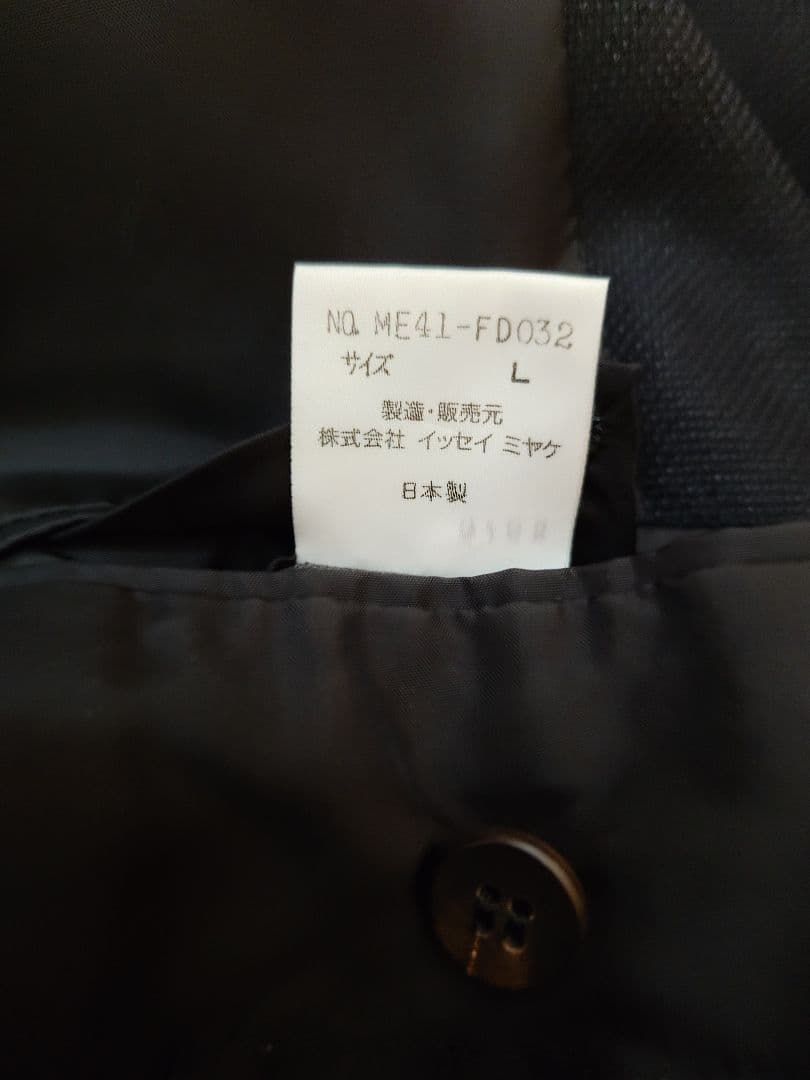 NO. ME41-FD032
サイズ L
製造・販売元
株式会社 イッセイ ミヤケ
日本製